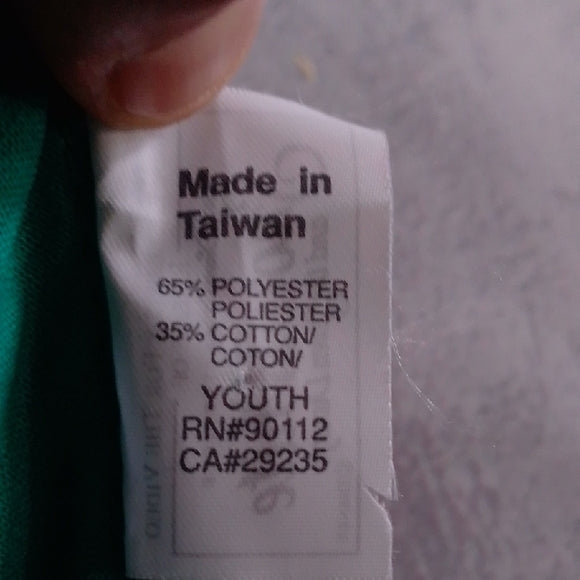 Made in
Taiwan
65% POLYESTER
POLIESTER
35% COTTON/
COTON/
YOUTH
RN#90112
CA#29235